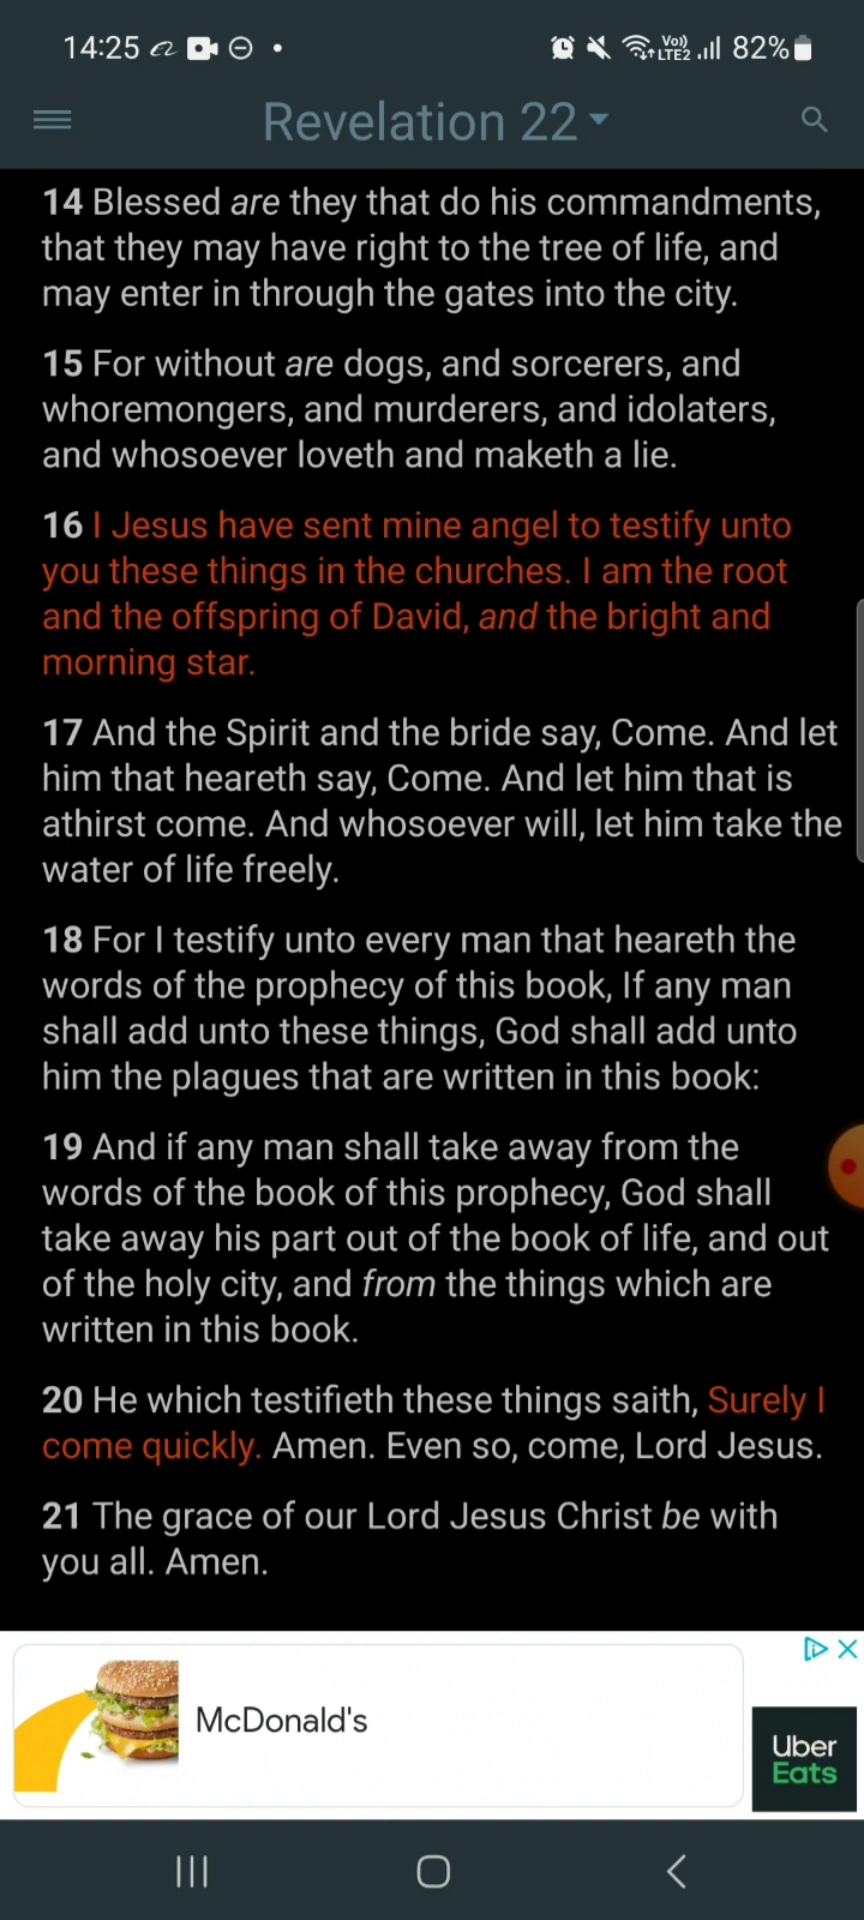 14:25
Vo)) LTE2 82%
Revelation 22
14 Blessed are they that do his commandments,
that they may have right to the tree of life, and
may enter in through the gates into the city.
15 For without are dogs, and sorcerers, and
whoremongers, and murderers, and idolaters,
and whosoever loveth and maketh a lie.
16 I Jesus have sent mine angel to testify unto
you these things in the churches. I am the root
and the offspring of David, and the bright and
morning star.
17 And the Spirit and the bride say, Come. And let
him that heareth say, Come. And let him that is
athirst come. And whosoever will, let him take the
water of life freely.
18 For I testify unto every man that heareth the
words of the prophecy of this book, If any man
shall add unto these things, God shall add unto
him the plagues that are written in this book:
19 And if any man shall take away from the
words of the book of this prophecy, God shall
take away his part out of the book of life, and out
of the holy city, and from the things which are
written in this book.
20 He which testifieth these things saith, Surely I
come quickly. Amen. Even so, come, Lord Jesus.
21 The grace of our Lord Jesus Christ be with
you all. Amen.
McDonald's
Uber
Eats